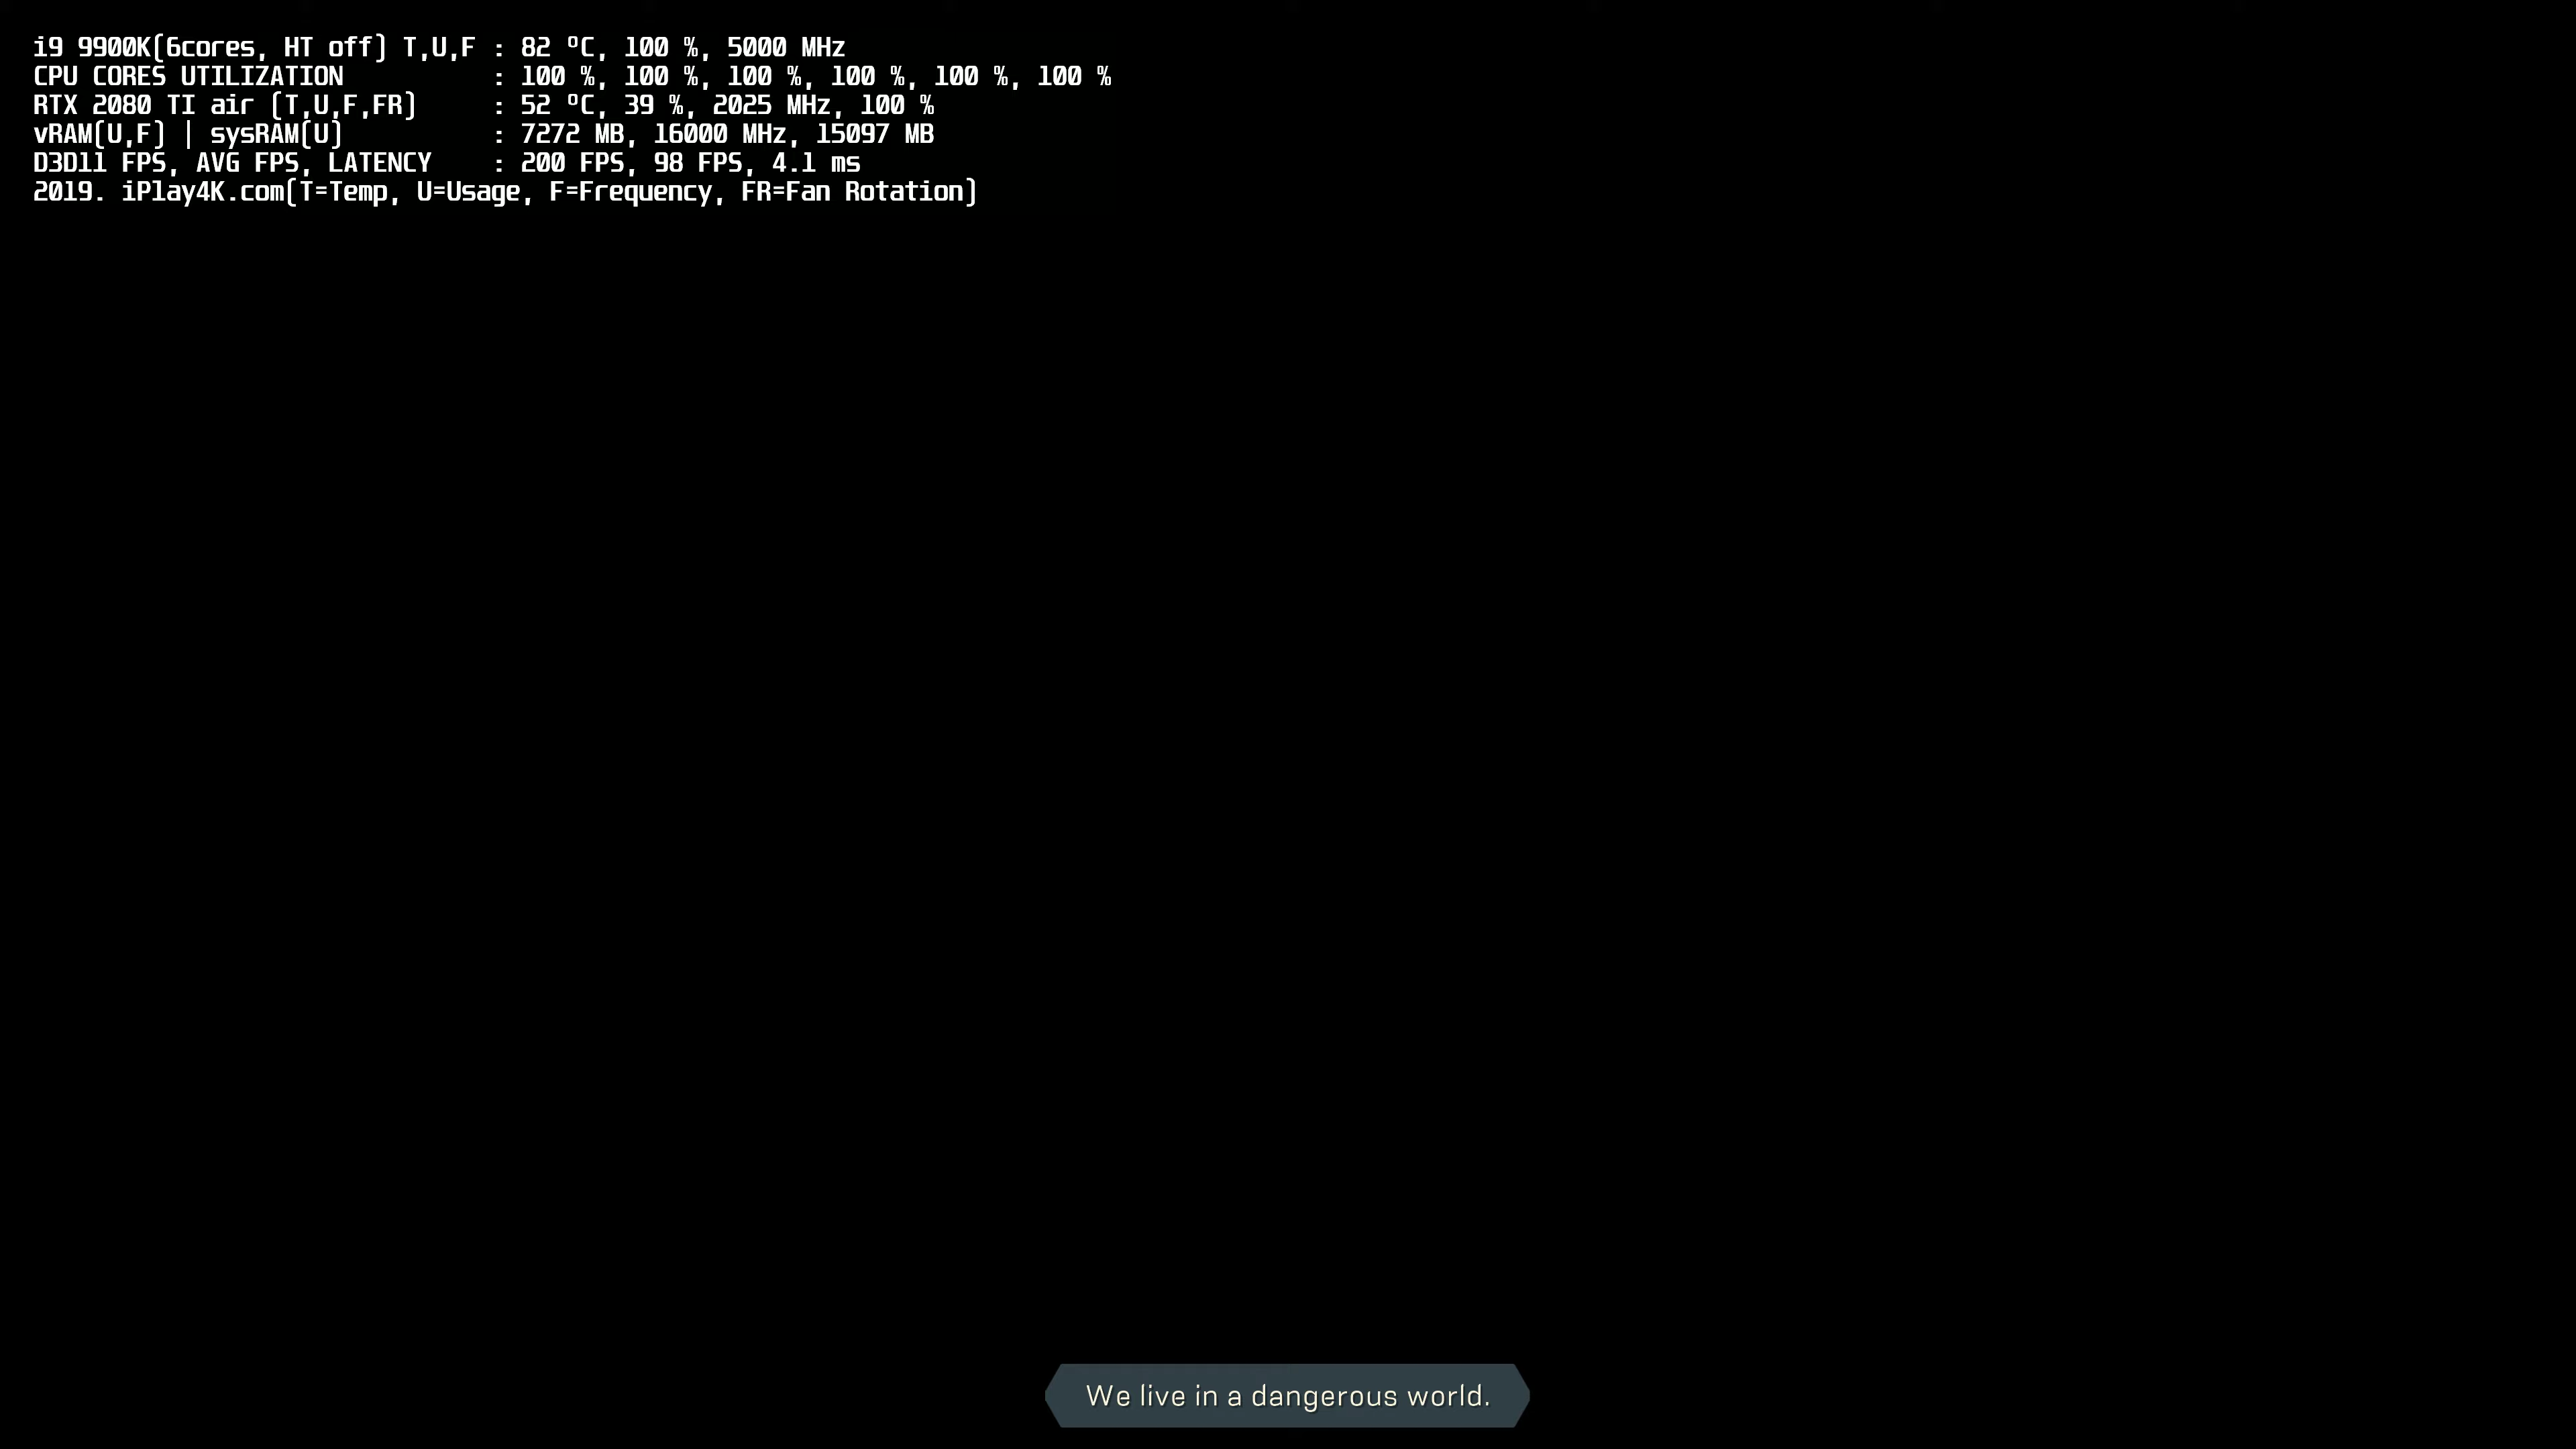 i9 9900K(6cores, HT off) T,U,F : 82 ºC, 100 %, 5000 MHz
CPU CORES UTILIZATION : 100 %, 100 %, 100 %, 100 %, 100 %, 100 %
RTX 2080 TI air (T,U,F,FR) : 52 ºC, 39 %, 2025 MHz, 100 %
vRAM(U,F) | sysRAM(U) : 7272 MB, 16000 MHz, 15097 MB
D3D11 FPS, AVG FPS, LATENCY : 200 FPS, 98 FPS, 4.1 ms
2019. iPlay4K.com(T=Temp, U=Usage, F=Frequency, FR=Fan Rotation)
We live in a dangerous world.